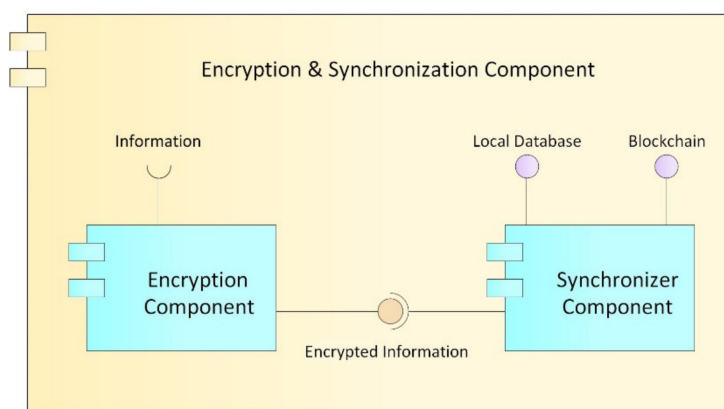 Encryption & Synchronization Component
Information
Local Database
Blockchain
Encryption
Component
Synchronizer
Component
Encrypted Information